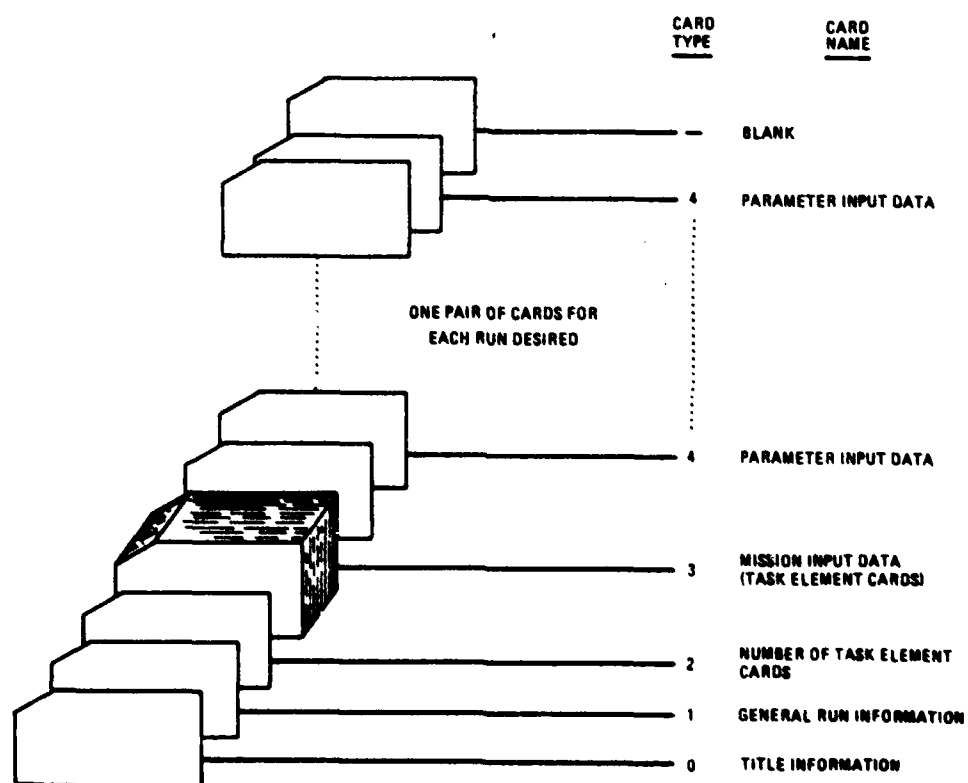 CARD TYPE
CARD NAME
— BLANK
4 PARAMETER INPUT DATA
ONE PAIR OF CARDS FOR
EACH RUN DESIRED
4 PARAMETER INPUT DATA
3 MISSION INPUT DATA
(TASK ELEMENT CARDS)
2 NUMBER OF TASK ELEMENT
CARDS
1 GENERAL RUN INFORMATION
0 TITLE INFORMATION